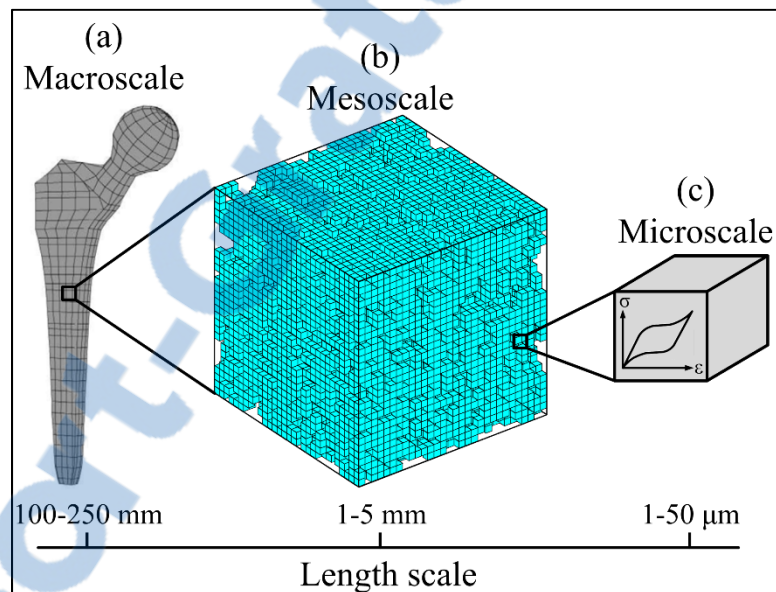 (a)
Macroscale
(b)
Mesoscale
(c)
Microscale
σ
ε
100-250 mm
1-5 mm
1-50 μm
Length scale